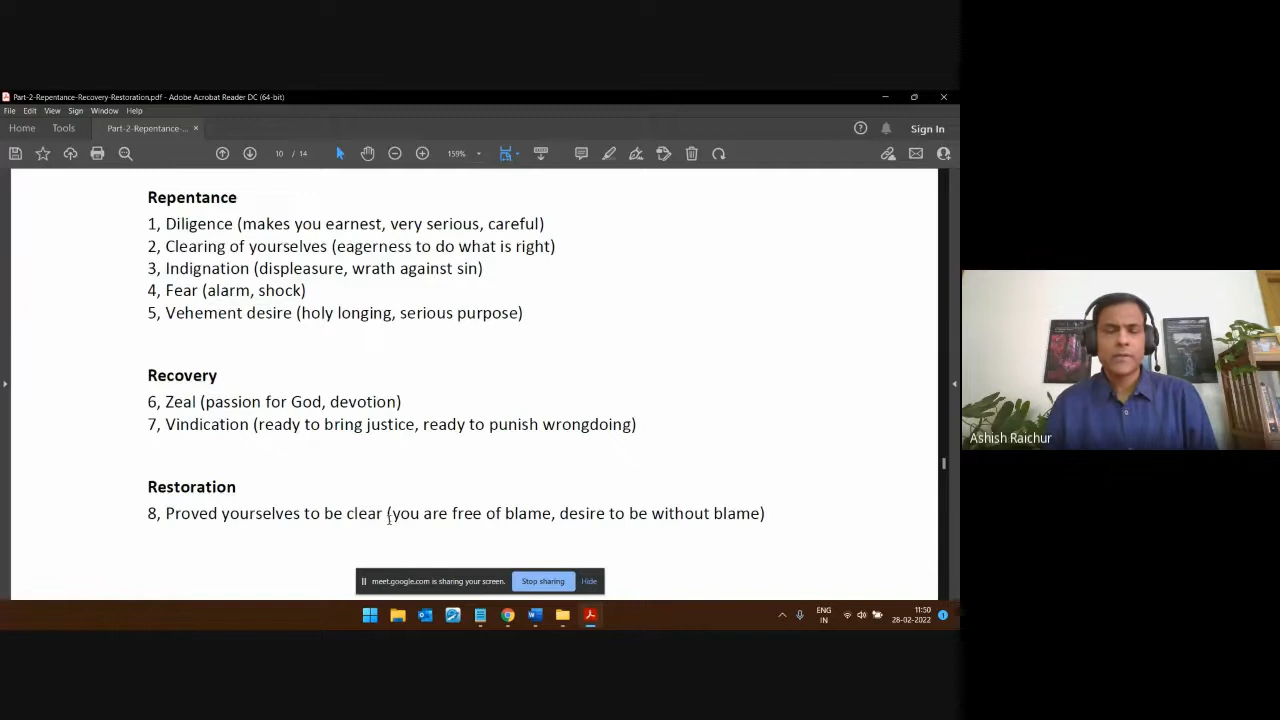 Part-2-Repentance-Recovery-Restoration.pdf - Adobe Acrobat Reader DC (64-bit)
File Edit View Sign Window Help
Home Tools Part-2-Repentance-... × Sign In
10 / 14 159%
Repentance
1, Diligence (makes you earnest, very serious, careful)
2, Clearing of yourselves (eagerness to do what is right)
3, Indignation (displeasure, wrath against sin)
4, Fear (alarm, shock)
5, Vehement desire (holy longing, serious purpose)
Recovery
6, Zeal (passion for God, devotion)
7, Vindication (ready to bring justice, ready to punish wrongdoing)
Restoration
8, Proved yourselves to be clear (you are free of blame, desire to be without blame)
Ashish Raichur
meet.google.com is sharing your screen. Stop sharing Hide
ENG 11:50
IN 28-02-2022 1